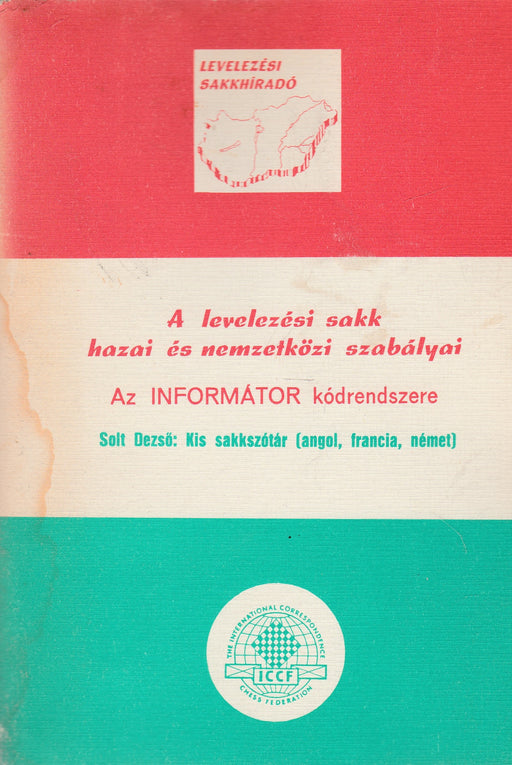 LEVELEZÉSI
SAKKHÍRADÓ
A levelezési sakk
hazai és nemzetközi szabályai
Az INFORMÁTOR kódrendszere
Solt Dezső: Kis sakkszótár (angol, francia, német)
THE INTERNATIONAL CORRESPONDENCE
ICCF
CHESS FEDERATION